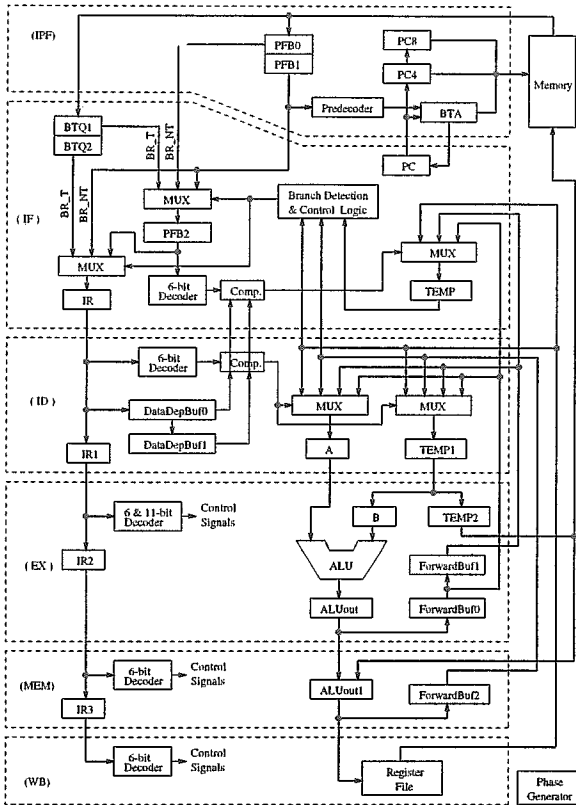 (IPF)
PFB0
PFB1
PC8
PC4
Memory
Predecoder
BTA
BTQ1
BTQ2
BR_T
BR_NT
PC
(IF)
BR_T
BR_NT
MUX
Branch Detection
& Control Logic
PFB2
MUX
MUX
6-bit
Decoder
Comp.
TEMP
IR
6-bit
Decoder
Comp.
(ID)
DataDepBuf0
MUX
MUX
DataDepBuf1
IR1
A
TEMP1
6 & 11-bit
Decoder
Control
Signals
B
TEMP2
(EX)
IR2
ALU
ForwardBuf1
ALUout
ForwardBuf0
(MEM)
6-bit
Decoder
Control
Signals
ALUout1
ForwardBuf2
IR3
(WB)
6-bit
Decoder
Control
Signals
Register
File
Phase
Generator